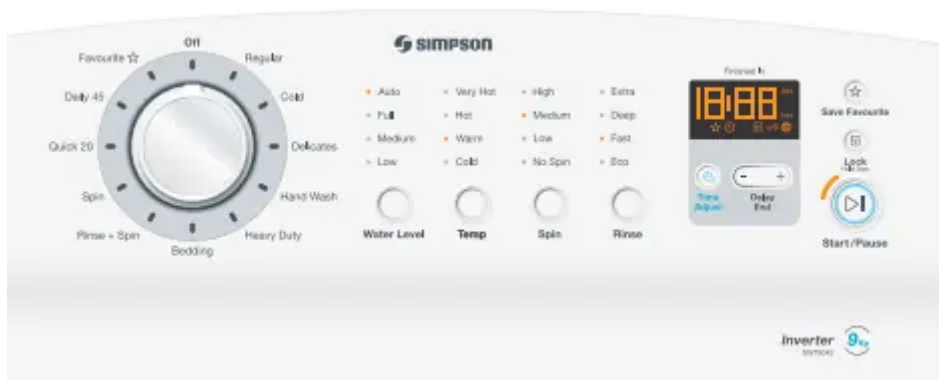 Off
Favourite
Regular
Daily 45
Cold
Quick 20
Delicates
Spin
Hand Wash
Rinse + Spin
Heavy Duty
Bedding
SIMPSON
Auto
Full
Medium
Low
Water Level
Very Hot
Hot
Warm
Cold
Temp
High
Medium
Low
No Spin
Spin
Extra
Deep
Fast
Eco
Rinse
Finished In
18:88
Time
Adjust
- +
Delay
End
Save Favourite
Lock
Start/Pause
Inverter
9Kg